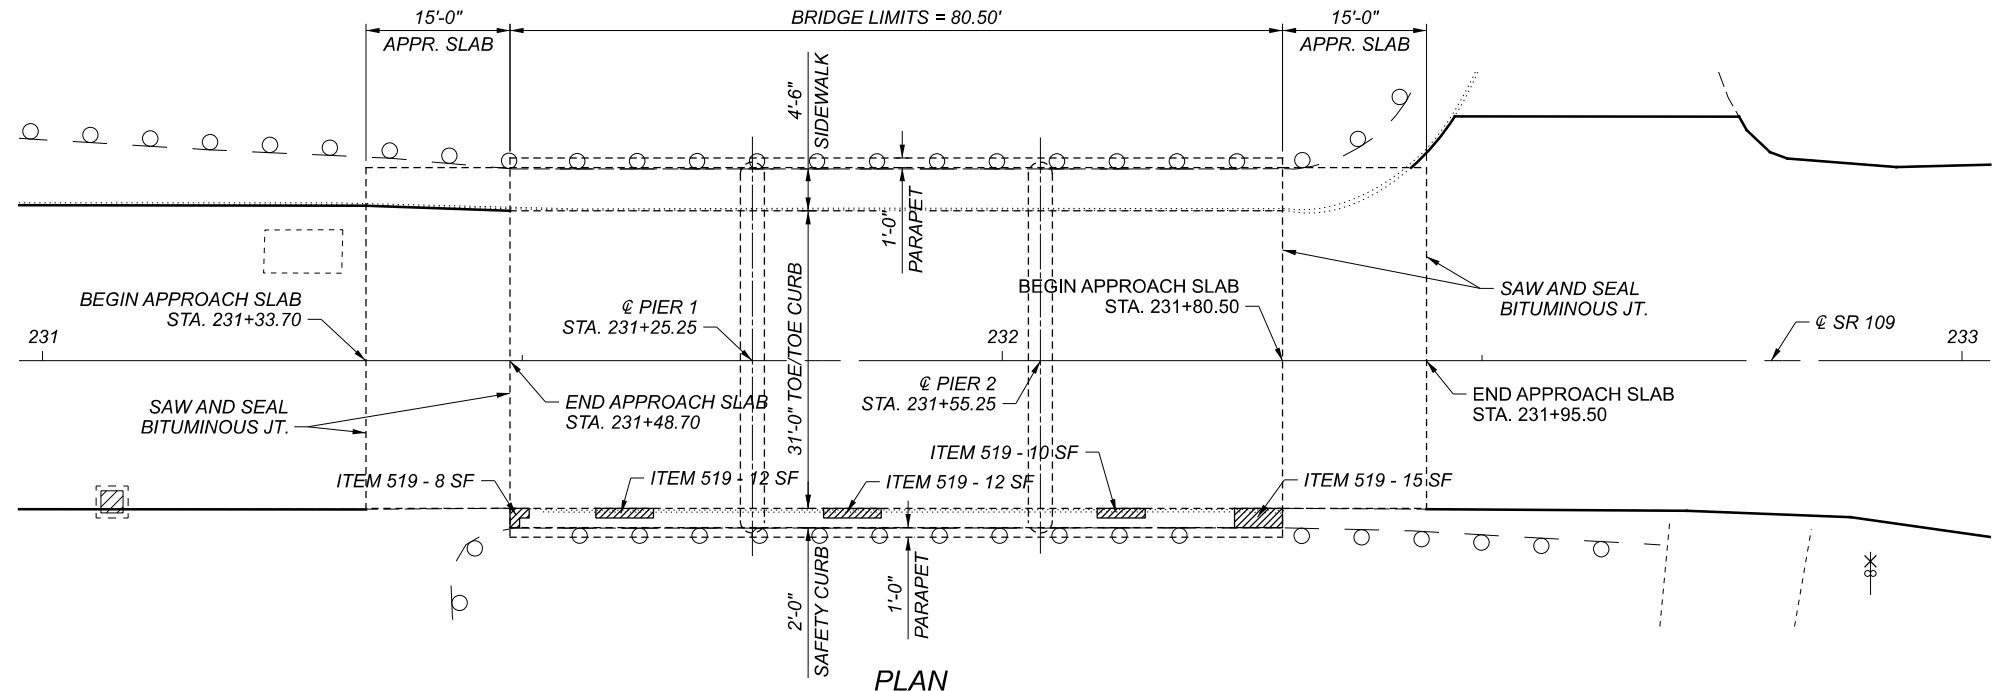 15'-0"
APPR. SLAB
BRIDGE LIMITS = 80.50'
15'-0"
APPR. SLAB
4'-6"
SIDEWALK
1'-0"
PARAPET
BEGIN APPROACH SLAB
STA. 231+33.70
℄ PIER 1
STA. 231+25.25
BEGIN APPROACH SLAB
STA. 231+80.50
SAW AND SEAL
BITUMINOUS JT.
231
232
℄ SR 109
233
31'-0" TOE/TOE CURB
SAW AND SEAL
BITUMINOUS JT.
END APPROACH SLAB
STA. 231+48.70
℄ PIER 2
STA. 231+55.25
END APPROACH SLAB
STA. 231+95.50
ITEM 519 - 8 SF
ITEM 519 - 12 SF
ITEM 519 - 12 SF
ITEM 519 - 10 SF
ITEM 519 - 15 SF
2'-0"
SAFETY CURB
1'-0"
PARAPET
PLAN